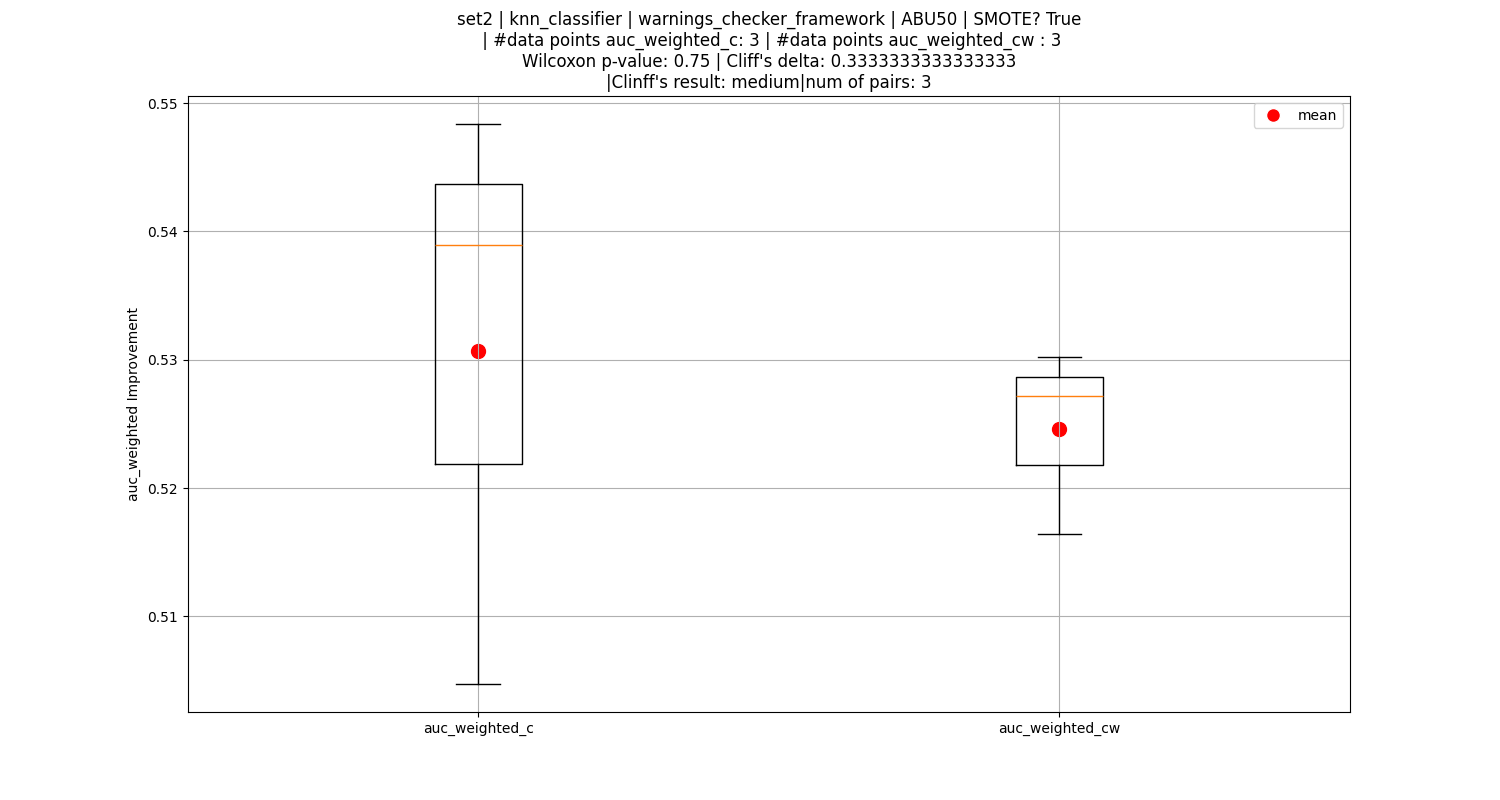 set2 | knn_classifier | warnings_checker_framework | ABU50 | SMOTE? True
| #data points auc_weighted_c: 3 | #data points auc_weighted_cw : 3
Wilcoxon p-value: 0.75 | Cliff's delta: 0.3333333333333333
|Clinff's result: medium|num of pairs: 3
mean
0.55
0.54
0.53
0.52
0.51
auc_weighted Improvement
auc_weighted_c
auc_weighted_cw